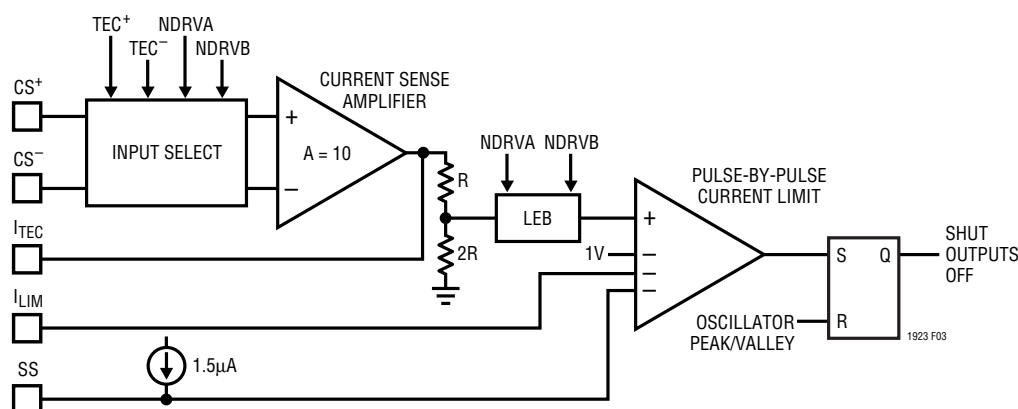 TEC+
NDRVA
TEC−
NDRVB
CS+
CURRENT SENSE
AMPLIFIER
+
INPUT SELECT
A = 10
CS−
−
NDRVA
NDRVB
R
PULSE-BY-PULSE
CURRENT LIMIT
LEB
+
ITEC
2R
1V
−
−
−
S
Q
SHUT
OUTPUTS
OFF
ILIM
OSCILLATOR
PEAK/VALLEY
R
1923 F03
SS
1.5µA